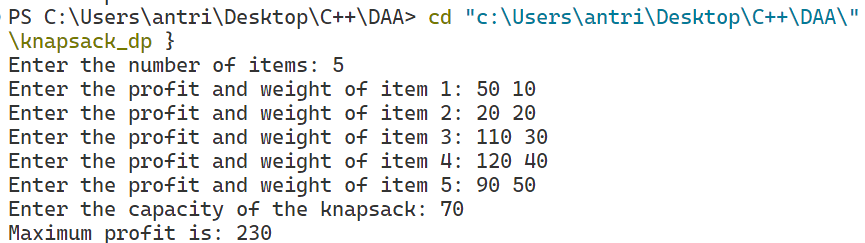 PS C:\Users\antri\Desktop\C++\DAA> cd "c:\Users\antri\Desktop\C++\DAA\"
\knapsack_dp }
Enter the number of items: 5
Enter the profit and weight of item 1: 50 10
Enter the profit and weight of item 2: 20 20
Enter the profit and weight of item 3: 110 30
Enter the profit and weight of item 4: 120 40
Enter the profit and weight of item 5: 90 50
Enter the capacity of the knapsack: 70
Maximum profit is: 230